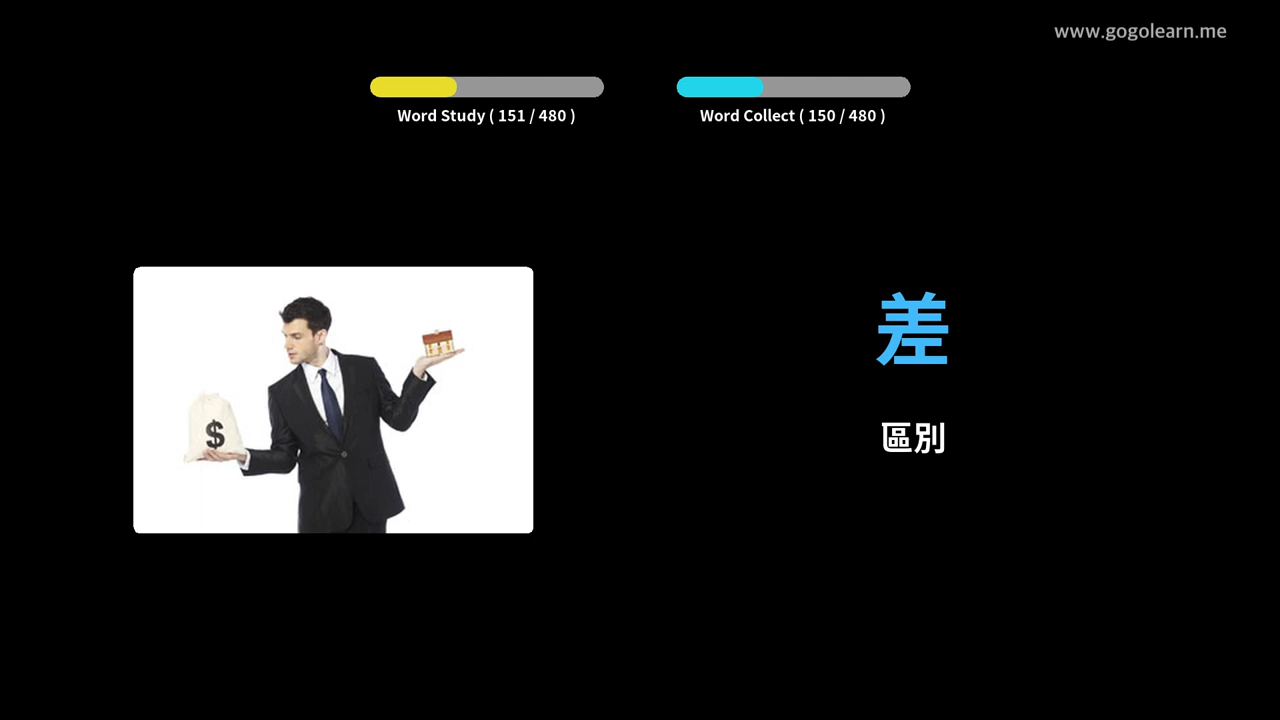 www.gogolearn.me
Word Study ( 151 / 480 )
Word Collect ( 150 / 480 )
差
$
區別